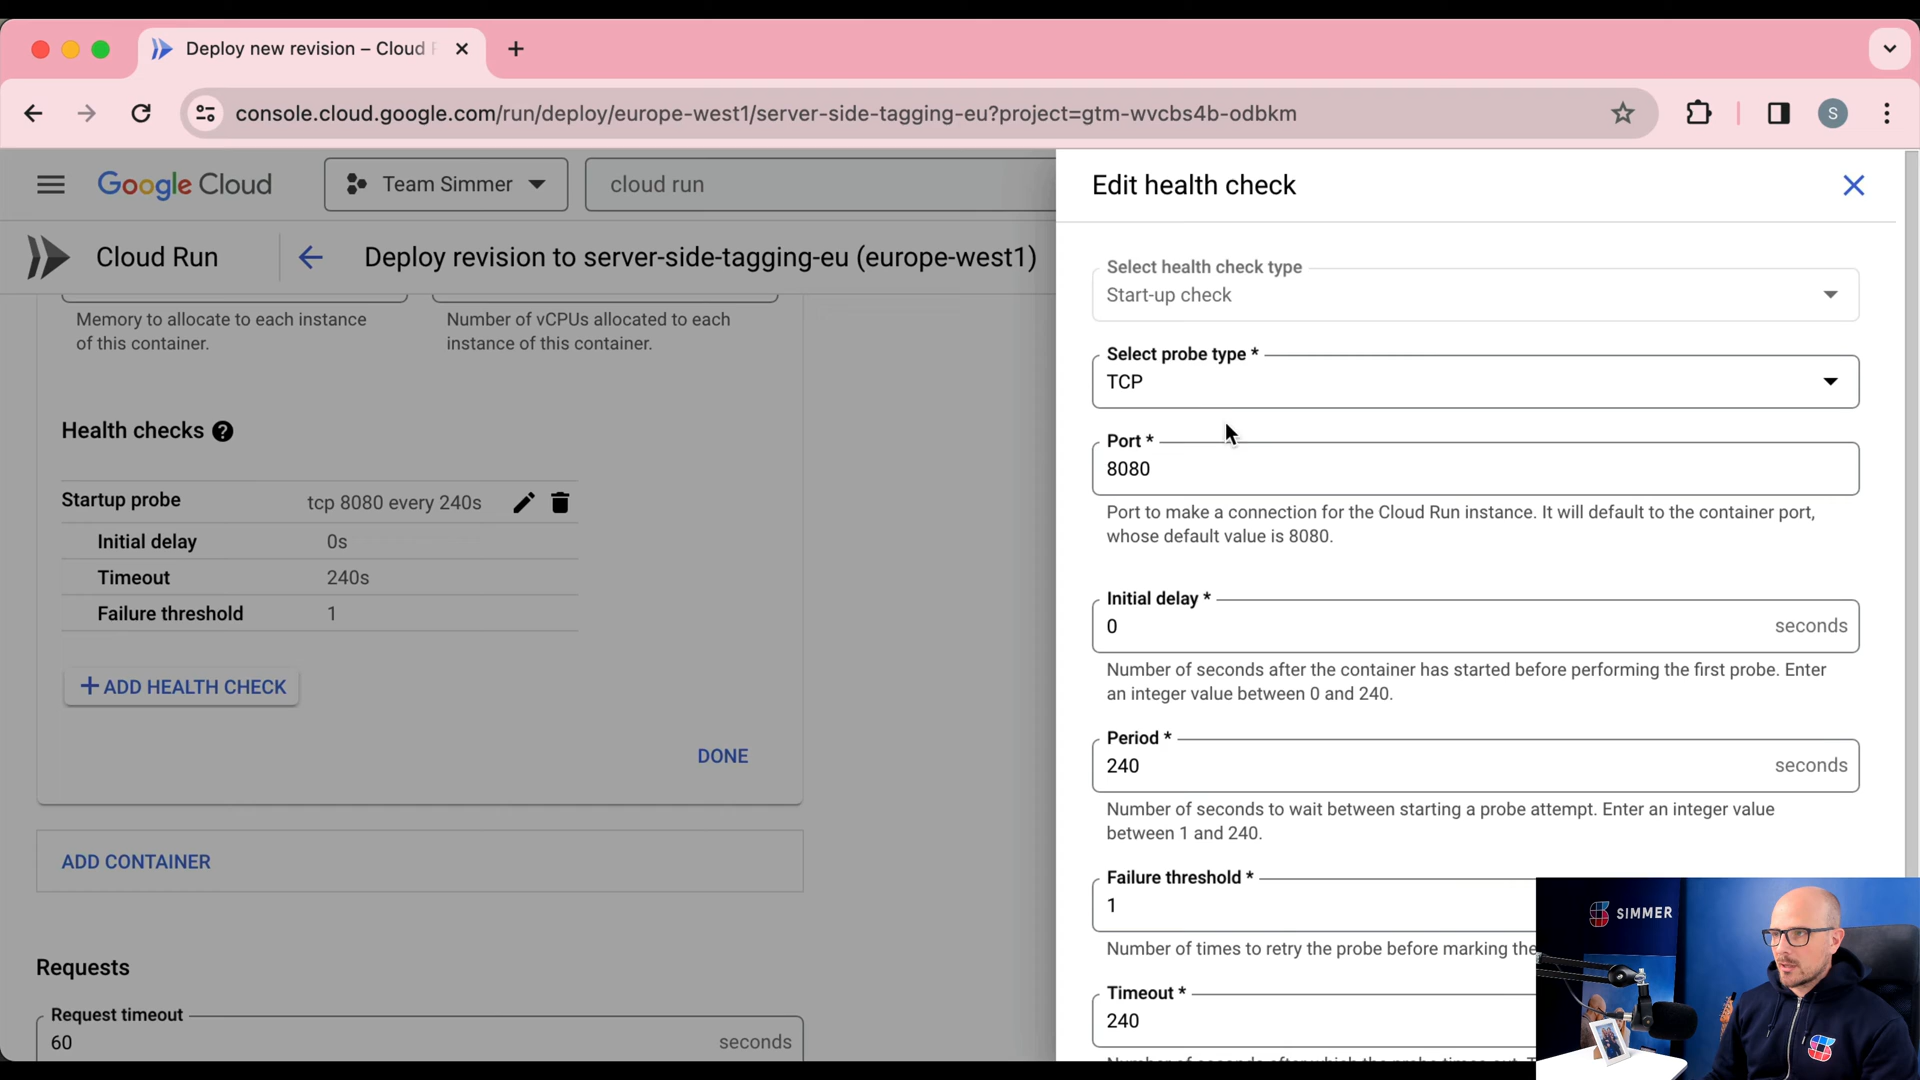 Deploy new revision – Cloud
console.cloud.google.com/run/deploy/europe-west1/server-side-tagging-eu?project=gtm-wvcbs4b-odbkm
S
Google Cloud
Team Simmer
cloud run
Cloud Run
Deploy revision to server-side-tagging-eu (europe-west1)
Memory to allocate to each instance
of this container.
Number of vCPUs allocated to each
instance of this container.
Health checks
Startup probe
tcp 8080 every 240s
Initial delay
0s
Timeout
240s
Failure threshold
1
ADD HEALTH CHECK
DONE
ADD CONTAINER
Requests
Request timeout
60
seconds
Edit health check
Select health check type
Start-up check
Select probe type *
TCP
Port *
8080
Port to make a connection for the Cloud Run instance. It will default to the container port,
whose default value is 8080.
Initial delay *
0
seconds
Number of seconds after the container has started before performing the first probe. Enter
an integer value between 0 and 240.
Period *
240
seconds
Number of seconds to wait between starting a probe attempt. Enter an integer value
between 1 and 240.
Failure threshold *
1
Number of times to retry the probe before marking the
Timeout *
240
SIMMER